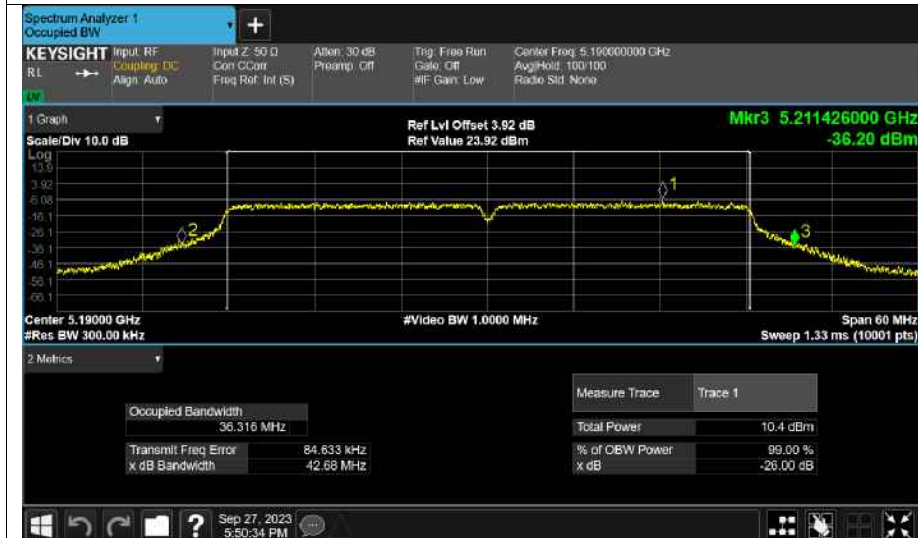 Spectrum Analyzer 1
Occupied BW
+
KEYSIGHT
RL
Input: RF
Coupling: DC
Align: Auto
Input Z: 50 Ω
Corr CCorr
Freq Ref: Int (S)
Atten: 30 dB
Preamp: Off
Trig: Free Run
Gate: Off
#IF Gain: Low
Center Freq: 5.190000000 GHz
Avg|Hold: 100/100
Radio Std: None
1 Graph
Scale/Div 10.0 dB
Ref Lvl Offset 3.92 dB
Ref Value 23.92 dBm
Mkr3 5.211426000 GHz
-36.20 dBm
Log
13.9
3.92
-6.08
-16.1
-26.1
-36.1
-46.1
-56.1
-66.1
1
2
3
Center 5.19000 GHz
#Res BW 300.00 kHz
#Video BW 1.0000 MHz
Span 60 MHz
Sweep 1.33 ms (10001 pts)
2 Metrics
Measure Trace Trace 1
Occupied Bandwidth
36.316 MHz
Total Power 10.4 dBm
Transmit Freq Error 84.633 kHz
% of OBW Power 99.00 %
x dB Bandwidth 42.68 MHz
x dB -26.00 dB
?
Sep 27, 2023
5:50:34 PM